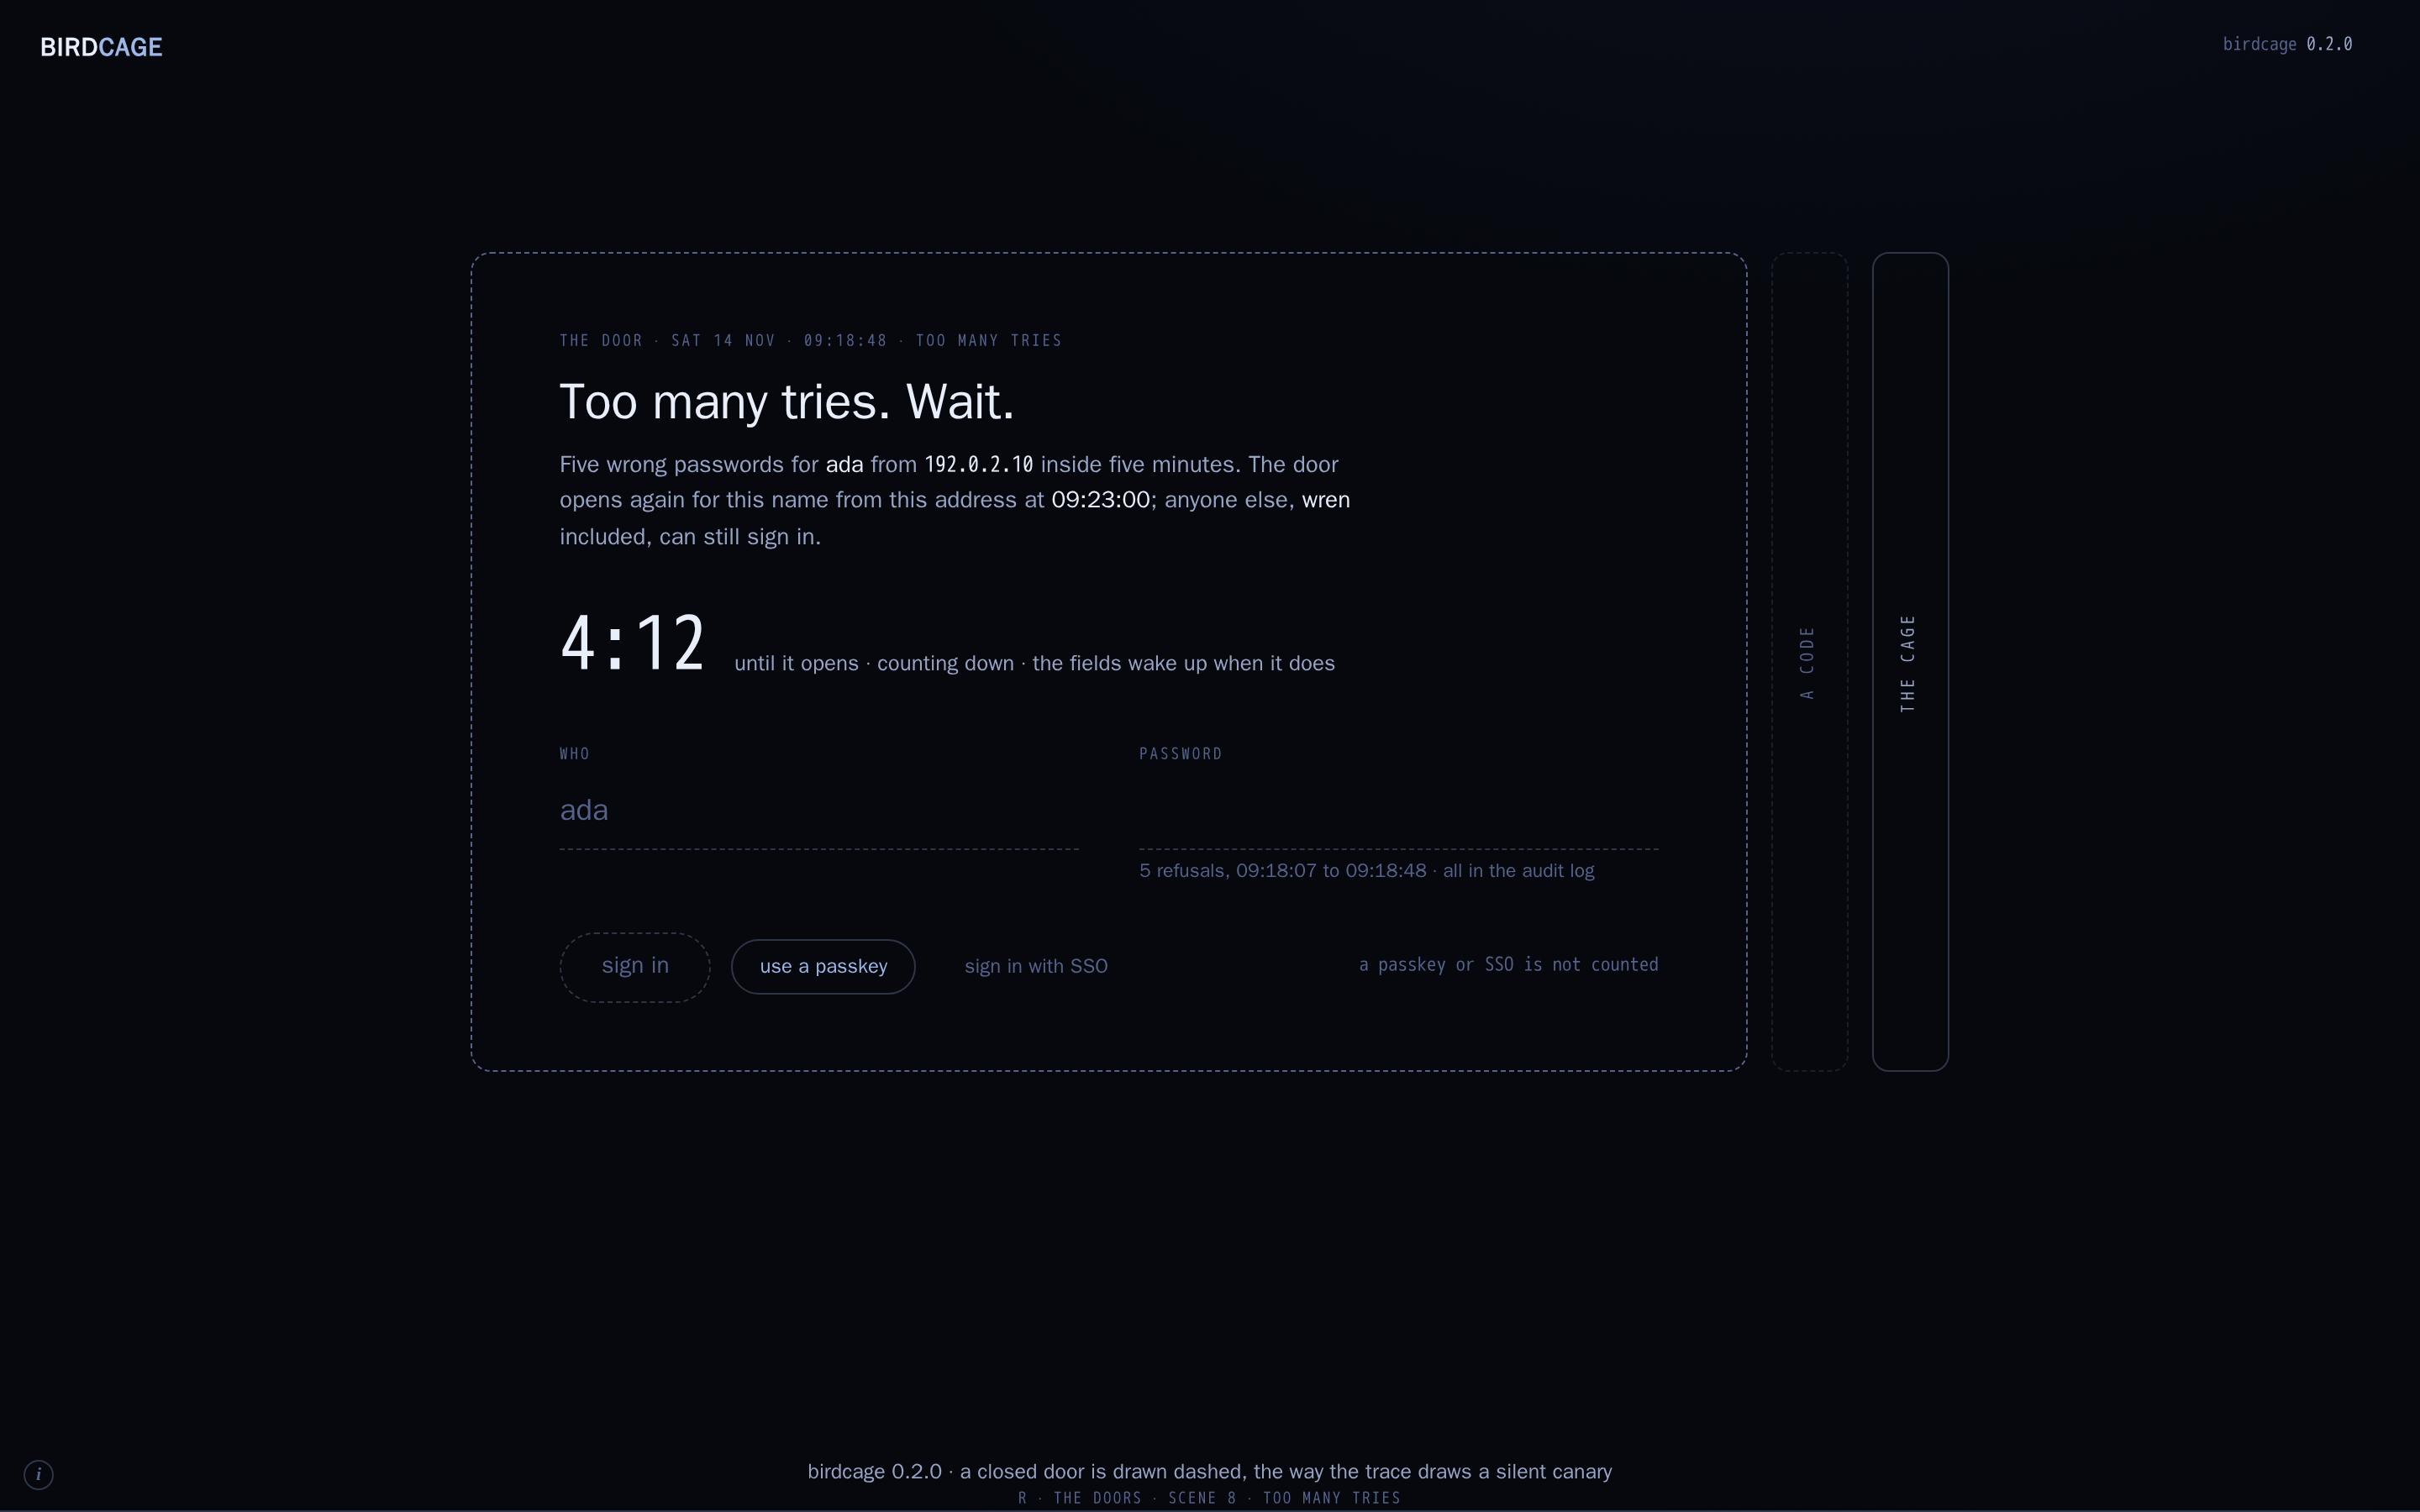 BIRDCAGE
birdcage 0.2.0
THE DOOR · SAT 14 NOV · 09:18:48 · TOO MANY TRIES
Too many tries. Wait.
Five wrong passwords for ada from 192.0.2.10 inside five minutes. The door
opens again for this name from this address at 09:23:00; anyone else, wren
included, can still sign in.
4:12 until it opens · counting down · the fields wake up when it does
WHO
ada
PASSWORD
5 refusals, 09:18:07 to 09:18:48 · all in the audit log
sign in
use a passkey
sign in with SSO
a passkey or SSO is not counted
A CODE
THE CAGE
i
birdcage 0.2.0 · a closed door is drawn dashed, the way the trace draws a silent canary
R · THE DOORS · SCENE 8 · TOO MANY TRIES